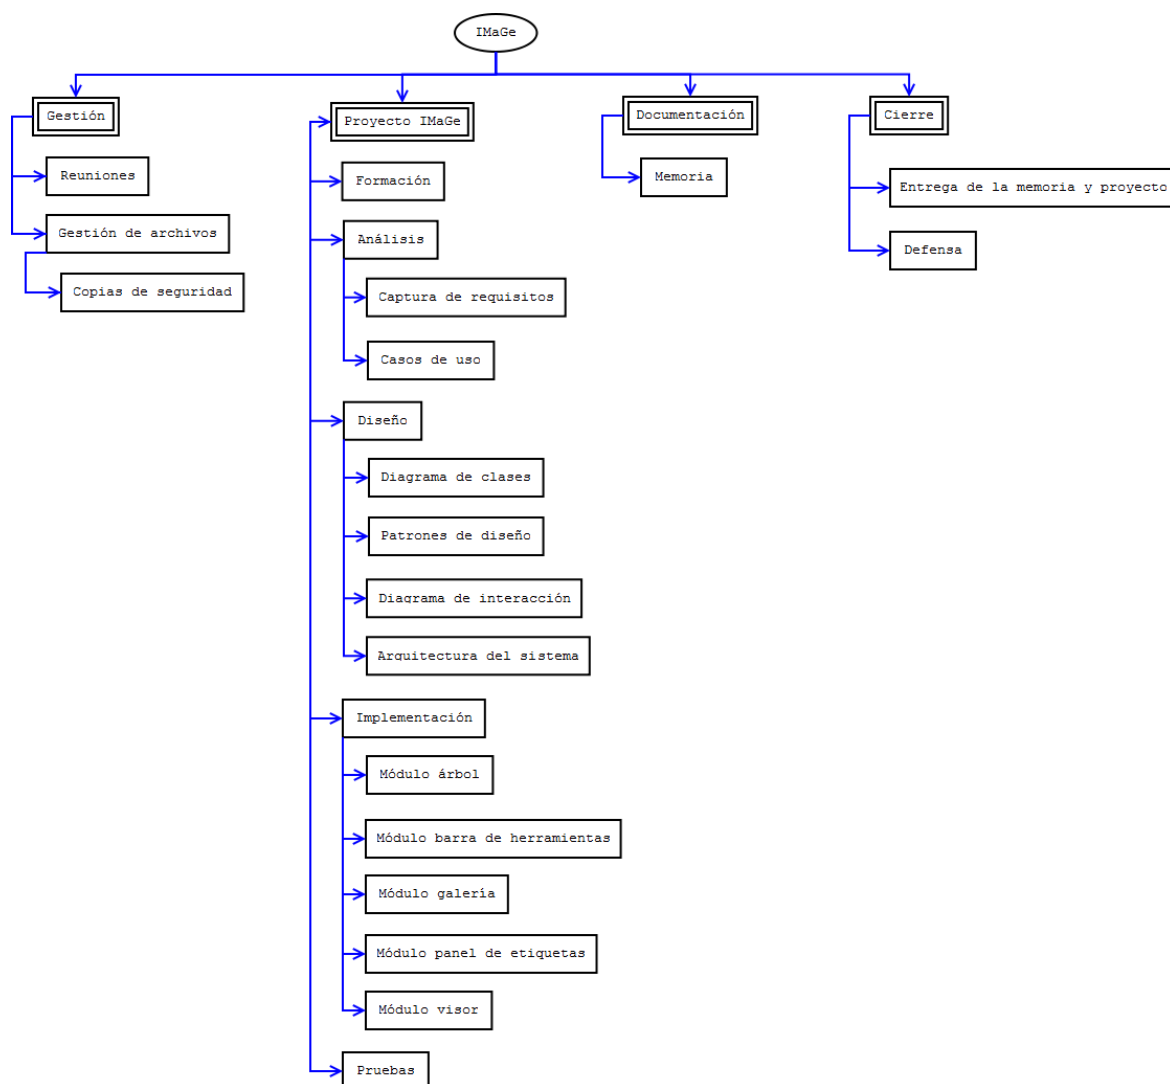 IMaGe
Gestión
Reuniones
Gestión de archivos
Copias de seguridad
Proyecto IMaGe
Formación
Análisis
Captura de requisitos
Casos de uso
Diseño
Diagrama de clases
Patrones de diseño
Diagrama de interacción
Arquitectura del sistema
Implementación
Módulo árbol
Módulo barra de herramientas
Módulo galería
Módulo panel de etiquetas
Módulo visor
Pruebas
Documentación
Memoria
Cierre
Entrega de la memoria y proyecto
Defensa